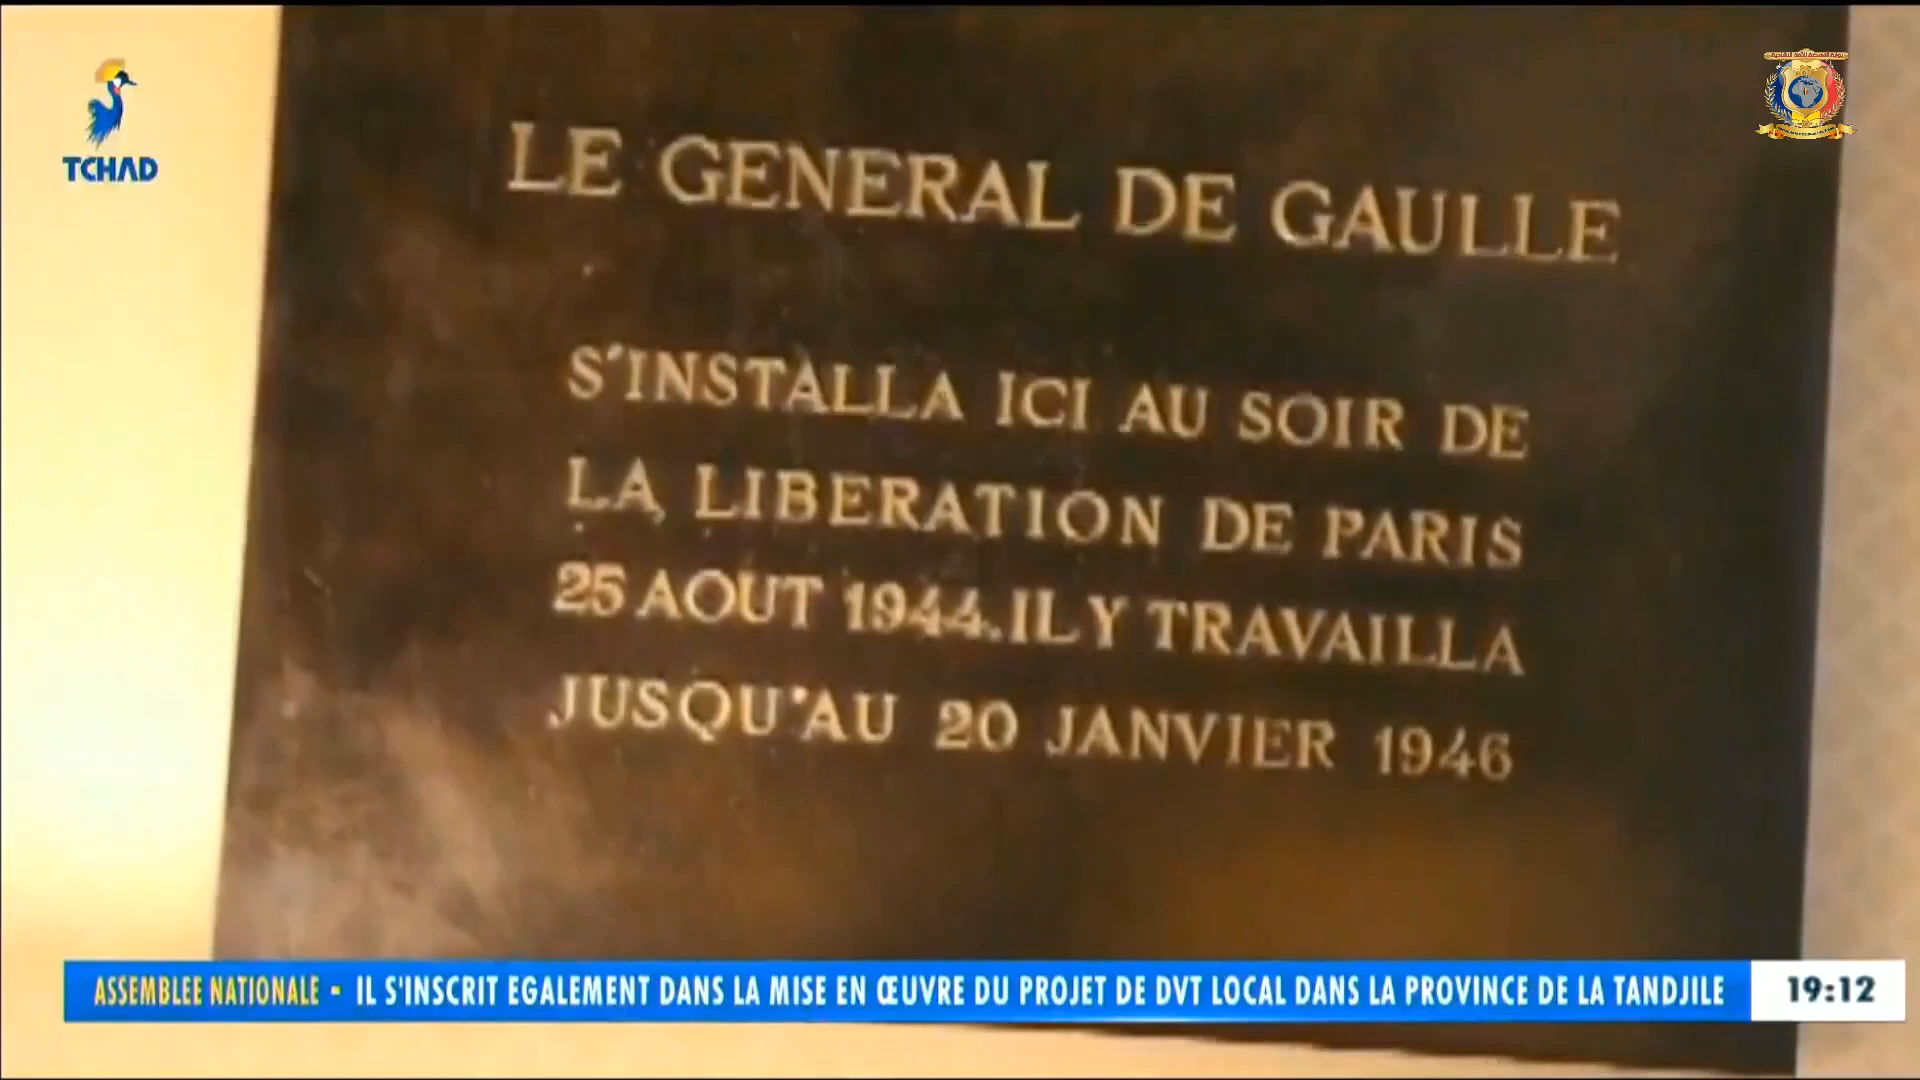 TCHAD
LE GENERAL DE GAULLE
S'INSTALLA ICI AU SOIR DE
LA LIBERATION DE PARIS
25 AOUT 1944. IL Y TRAVAILLA
JUSQU'AU 20 JANVIER 1946
ASSEMBLEE NATIONALE - IL S'INSCRIT EGALEMENT DANS LA MISE EN ŒUVRE DU PROJET DE DVT LOCAL DANS LA PROVINCE DE LA TANDJILE
19:12